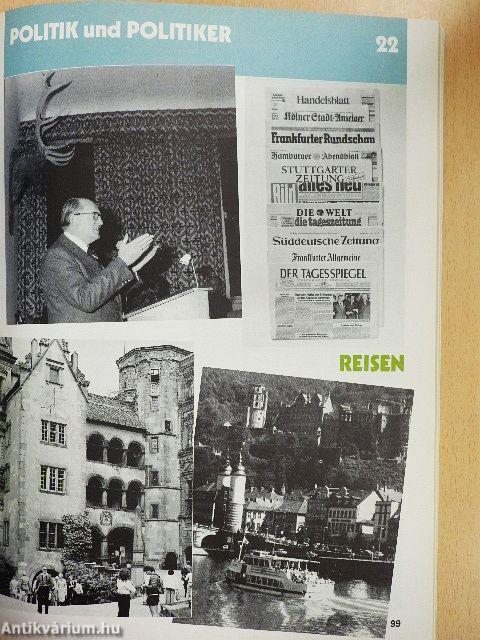 POLITIK und POLITIKER
22
Handelsblatt
Kölner Stadt-Anzeiger
Frankfurter Rundschau
Hamburger Abendblatt
STUTTGARTER
ZEITUNG
Bild alles neu
DIE WELT
die tageszeitung
Süddeutsche Zeitung
Frankfurter Allgemeine
DER TAGESSPIEGEL
REISEN
99
Antikvárium.hu